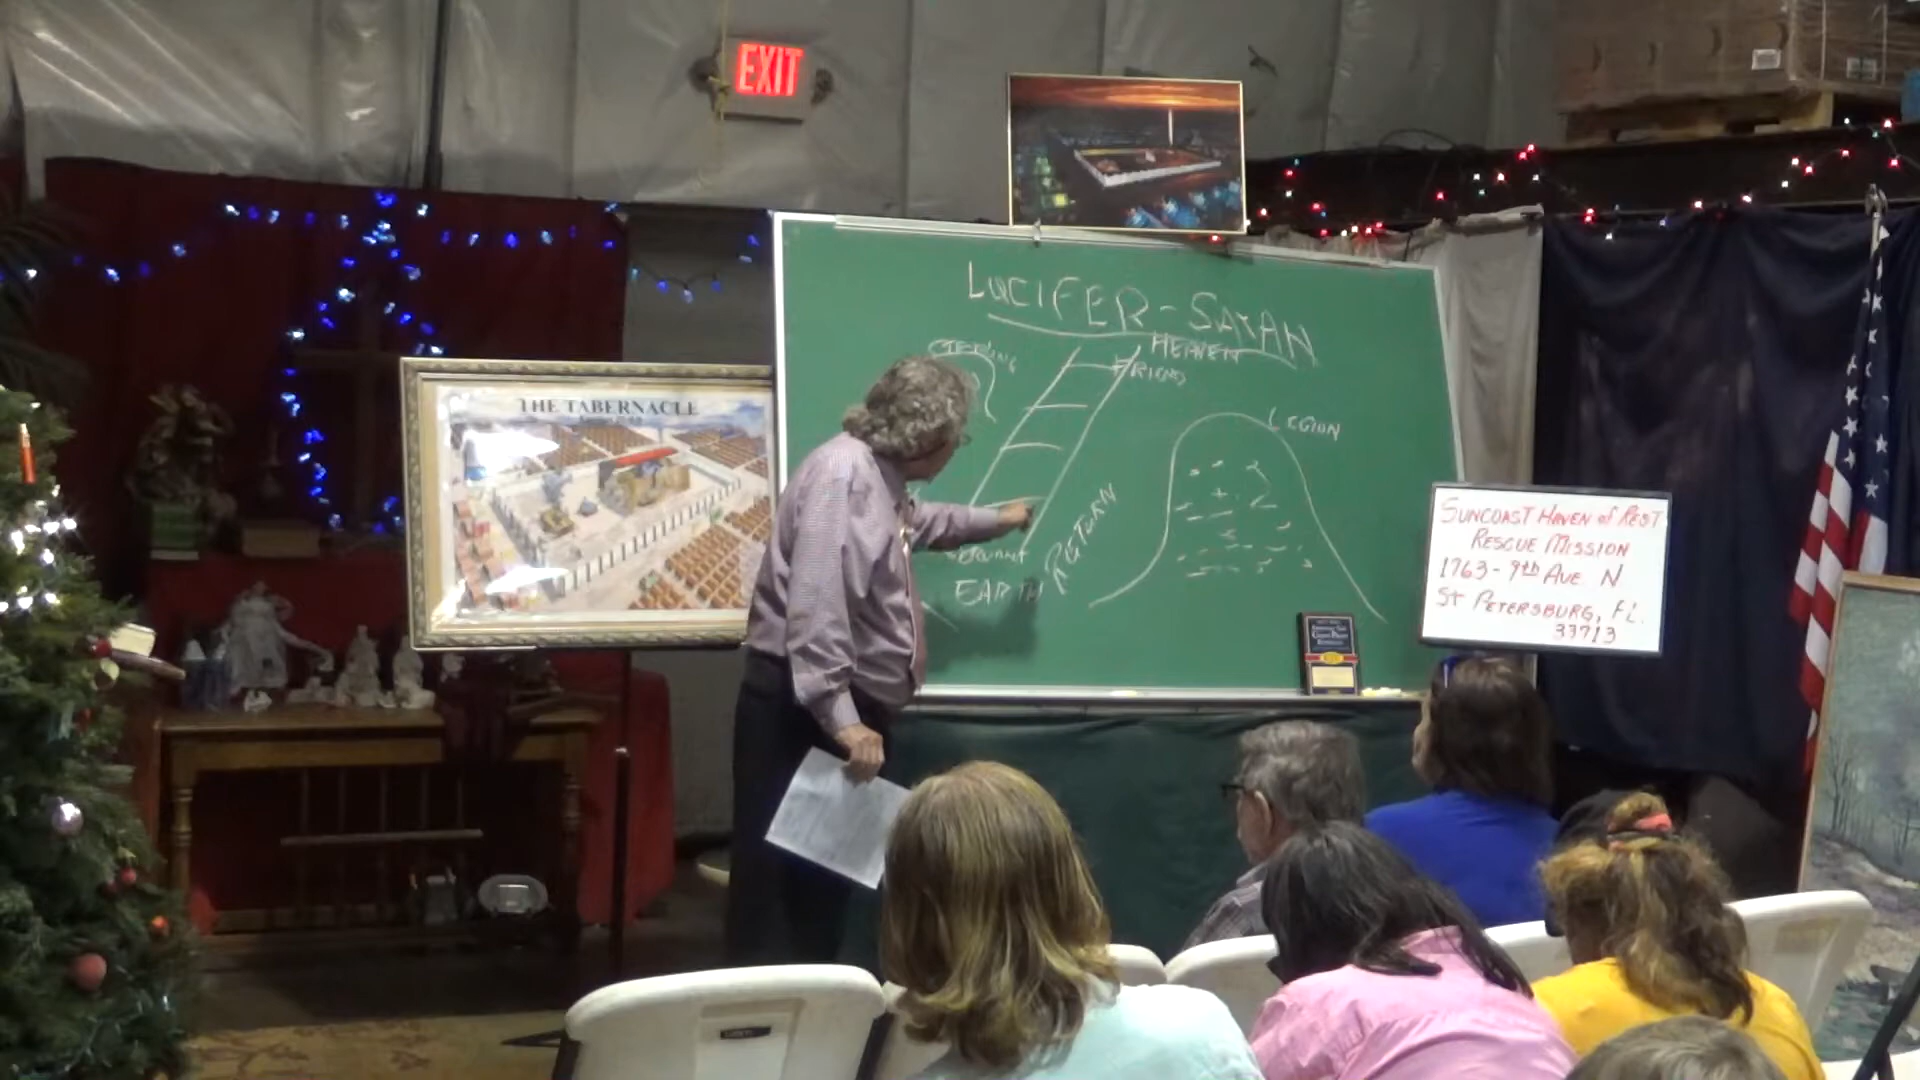 EXIT
LUCIFER-SATAN
HEAVEN
FRIEND
LEGION
RETURN
SERVANT
EARTH
THE TABERNACLE
SUNCOAST HAVEN of REST
RESCUE MISSION
1763-9th AVE. N
ST PETERSBURG, FL.
33713